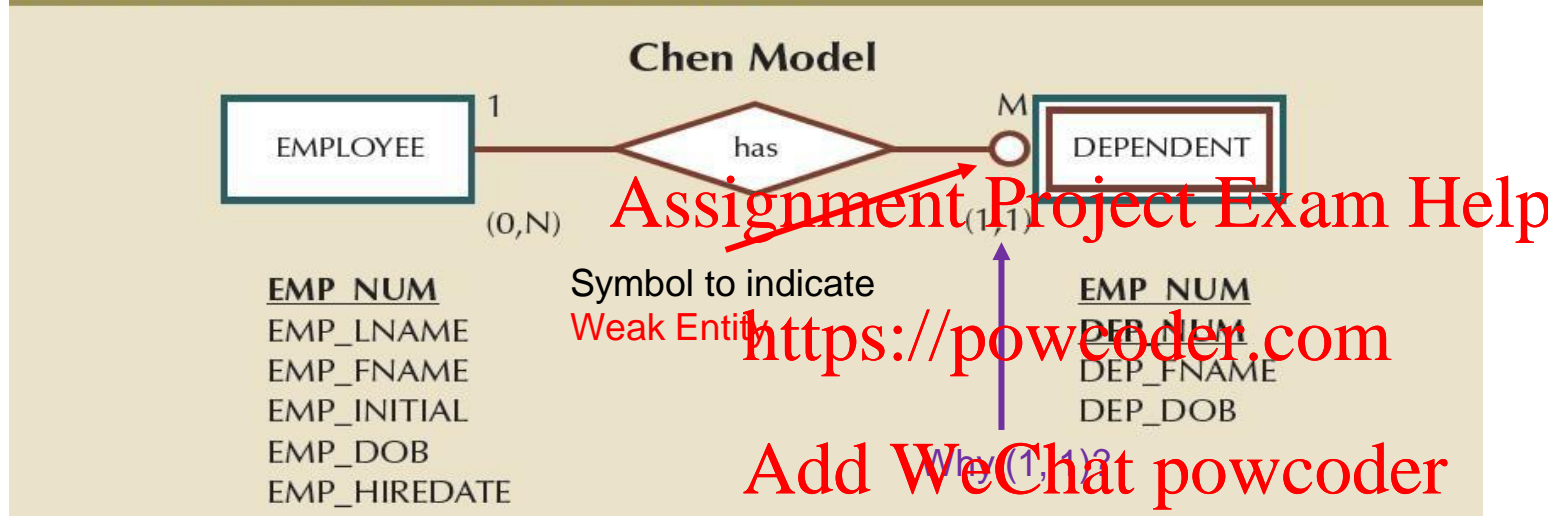 Chen Model
1
M
EMPLOYEE
has
DEPENDENT
Assignment Project Exam Help
(0,N)
(1,1)
Symbol to indicate
Weak Entity
https://powcoder.com
EMP_NUM
EMP_LNAME
EMP_FNAME
EMP_INITIAL
EMP_DOB
EMP_HIREDATE
EMP_NUM
DEP_NUM
DEP_FNAME
DEP_DOB
Why (1,1)?
Add WeChat powcoder